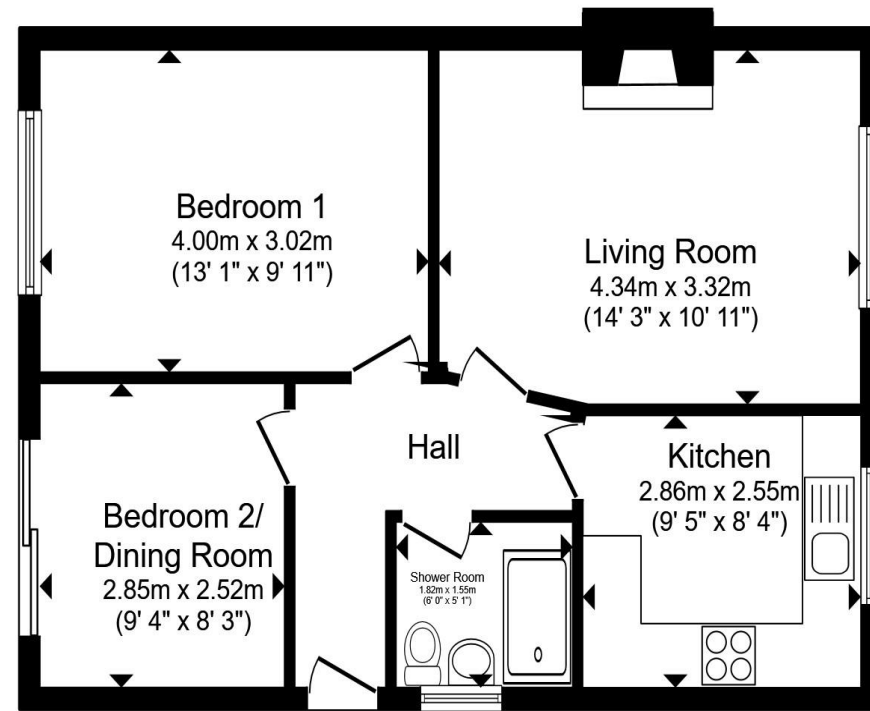 Bedroom 1
4.00m x 3.02m
(13' 1" x 9' 11")
Living Room
4.34m x 3.32m
(14' 3" x 10' 11")
Hall
Kitchen
2.86m x 2.55m
(9' 5" x 8' 4")
Bedroom 2/
Dining Room
2.85m x 2.52m
(9' 4" x 8' 3")
Shower Room
1.82m x 1.55m
(6' 0" x 5' 1")